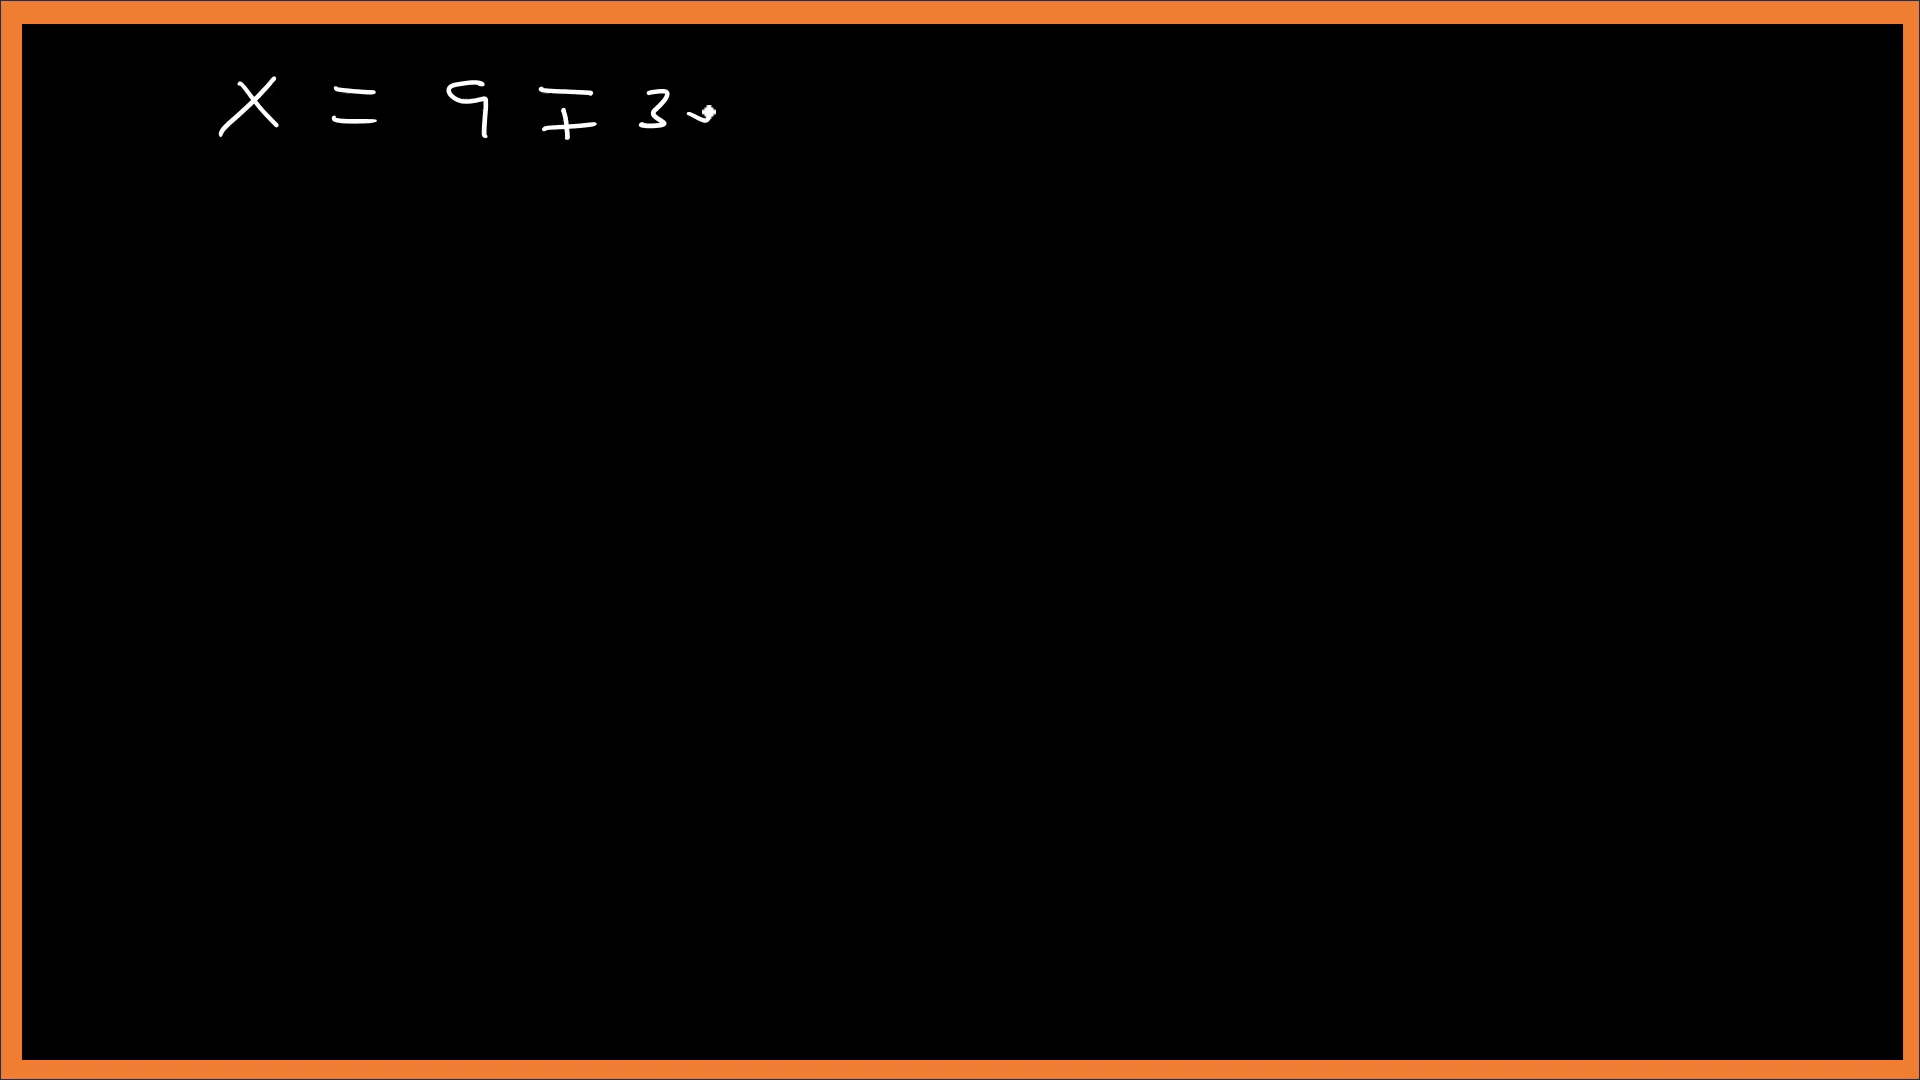 X = 9 ∓ 3